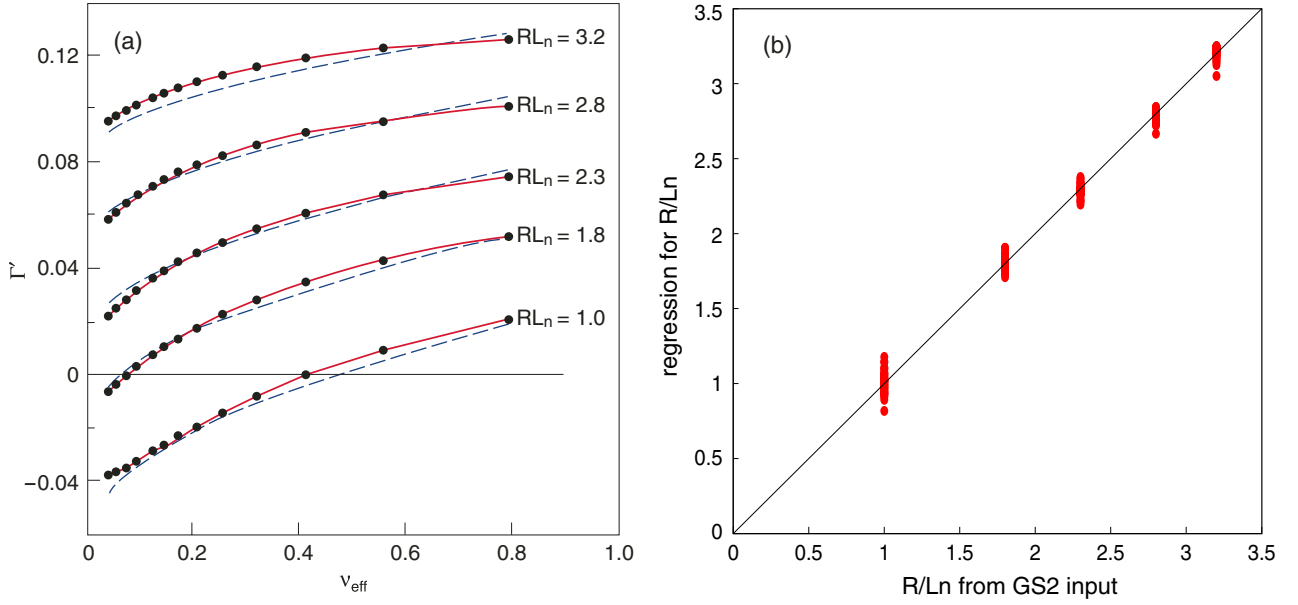 (a)
0.12
0.08
0.04
0
−0.04
Γ′
RLn = 3.2
RLn = 2.8
RLn = 2.3
RLn = 1.8
RLn = 1.0
0 0.2 0.4 0.6 0.8 1.0
νeff
(b)
3.5
3
2.5
2
1.5
1
0.5
0
regression for R/Ln
0 0.5 1 1.5 2 2.5 3 3.5
R/Ln from GS2 input